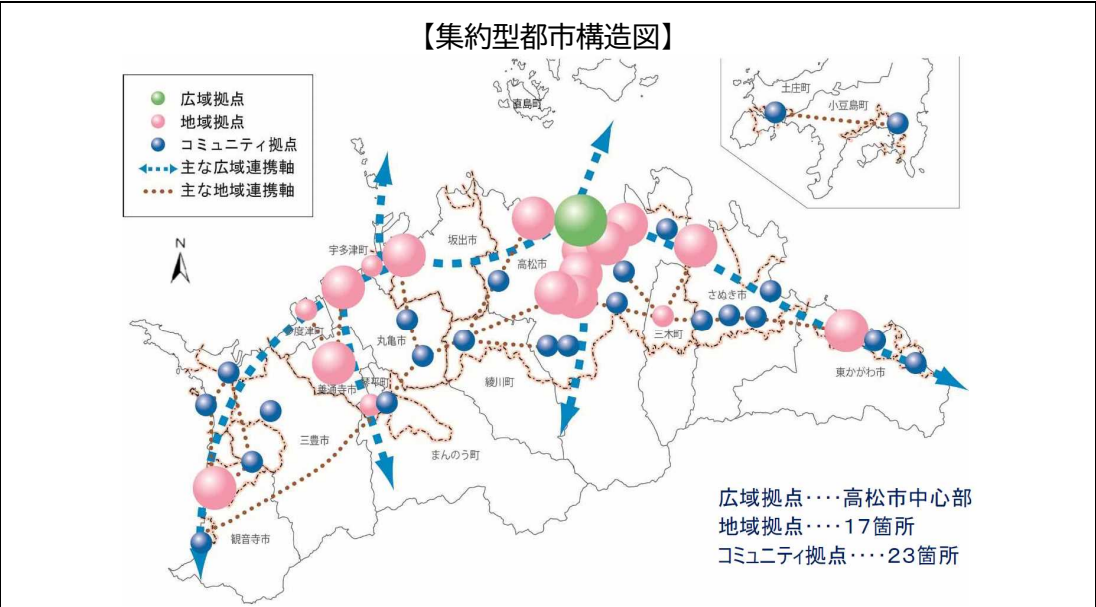 【集約型都市構造図】
広域拠点
地域拠点
コミュニティ拠点
主な広域連携軸
主な地域連携軸
N
直島町
土庄町
小豆島町
宇多津町
坂出市
高松市
さぬき市
三木町
多度津町
丸亀市
善通寺市
琴平町
綾川町
東かがわ市
三豊市
まんのう町
観音寺市
広域拠点‥‥高松市中心部
地域拠点‥‥17箇所
コミュニティ拠点‥‥23箇所